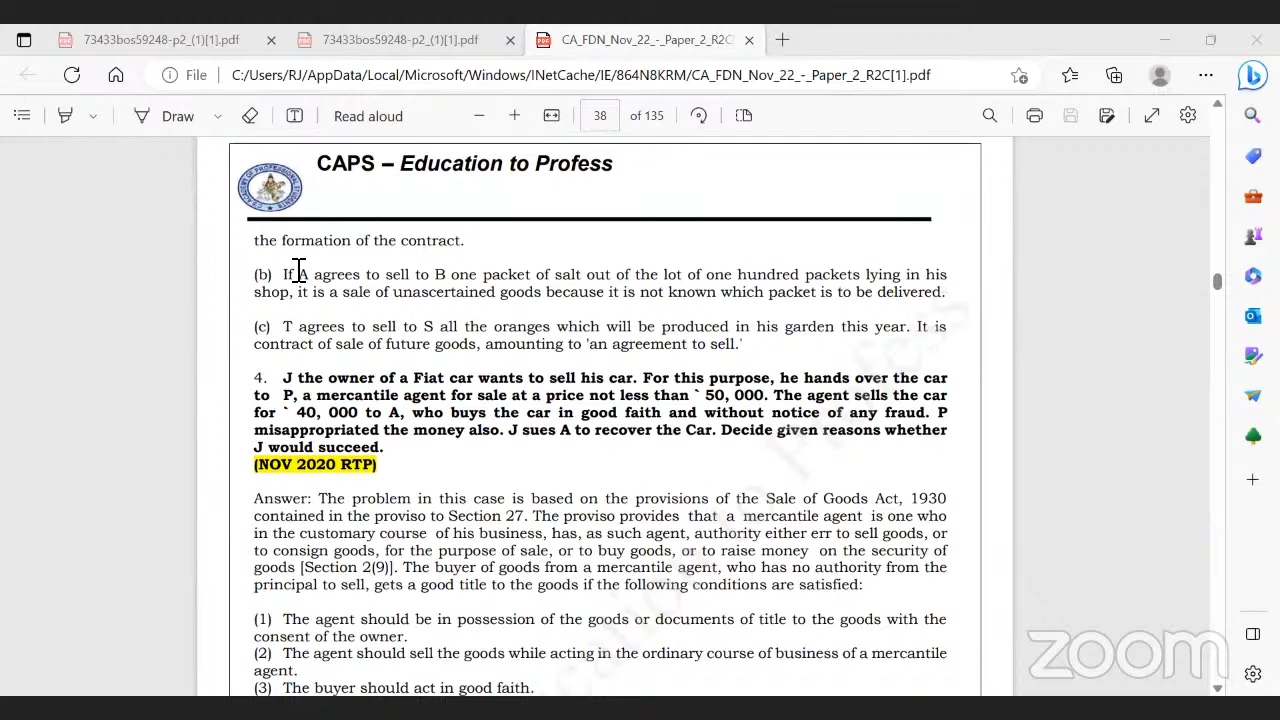 73433bos59248-p2_(1)[1].pdf
73433bos59248-p2_(1)[1].pdf
CA_FDN_Nov_22_-_Paper_2_R2C
File
C:/Users/RJ/AppData/Local/Microsoft/Windows/INetCache/IE/864N8KRM/CA_FDN_Nov_22_-_Paper_2_R2C[1].pdf
Draw
Read aloud
38 of 135
CAPS – Education to Profess
the formation of the contract.
(b) If A agrees to sell to B one packet of salt out of the lot of one hundred packets lying in his
shop, it is a sale of unascertained goods because it is not known which packet is to be delivered.
(c) T agrees to sell to S all the oranges which will be produced in his garden this year. It is
contract of sale of future goods, amounting to 'an agreement to sell.'
4. J the owner of a Fiat car wants to sell his car. For this purpose, he hands over the car
to P, a mercantile agent for sale at a price not less than ` 50, 000. The agent sells the car
for ` 40, 000 to A, who buys the car in good faith and without notice of any fraud. P
misappropriated the money also. J sues A to recover the Car. Decide given reasons whether
J would succeed.
(NOV 2020 RTP)
Answer: The problem in this case is based on the provisions of the Sale of Goods Act, 1930
contained in the proviso to Section 27. The proviso provides that a mercantile agent is one who
in the customary course of his business, has, as such agent, authority either err to sell goods, or
to consign goods, for the purpose of sale, or to buy goods, or to raise money on the security of
goods [Section 2(9)]. The buyer of goods from a mercantile agent, who has no authority from the
principal to sell, gets a good title to the goods if the following conditions are satisfied:
(1) The agent should be in possession of the goods or documents of title to the goods with the
consent of the owner.
(2) The agent should sell the goods while acting in the ordinary course of business of a mercantile
agent.
(3) The buyer should act in good faith.
zoom